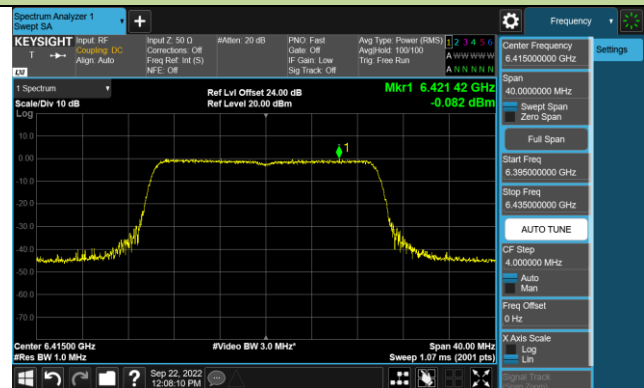 Spectrum Analyzer 1
Swept SA
Frequency
KEYSIGHT
Input: RF
Coupling: DC
Align: Auto
Input Z: 50 Ω
Corrections: Off
Freq Ref: Int (S)
NFE: Off
#Atten: 20 dB
PNO: Fast
Gate: Off
IF Gain: Low
Sig Track: Off
Avg Type: Power (RMS)
Avg|Hold: 100/100
Trig: Free Run
1 2 3 4 5 6
A W W W W W
A N N N N N
T
LXI
1 Spectrum
Scale/Div 10 dB
Log
Ref Lvl Offset 24.00 dB
Ref Level 20.00 dBm
Mkr1 6.421 42 GHz
-0.082 dBm
1
10.0
0.00
-10.0
-20.0
-30.0
-40.0
-50.0
-60.0
-70.0
Center 6.41500 GHz
#Res BW 1.0 MHz
#Video BW 3.0 MHz*
Span 40.00 MHz
Sweep 1.07 ms (2001 pts)
Sep 22, 2022
12:08:10 PM
Settings
Center Frequency
6.415000000 GHz
Span
40.0000000 MHz
Swept Span
Zero Span
Full Span
Start Freq
6.395000000 GHz
Stop Freq
6.435000000 GHz
AUTO TUNE
CF Step
4.000000 MHz
Auto
Man
Freq Offset
0 Hz
X Axis Scale
Log
Lin
Signal Track